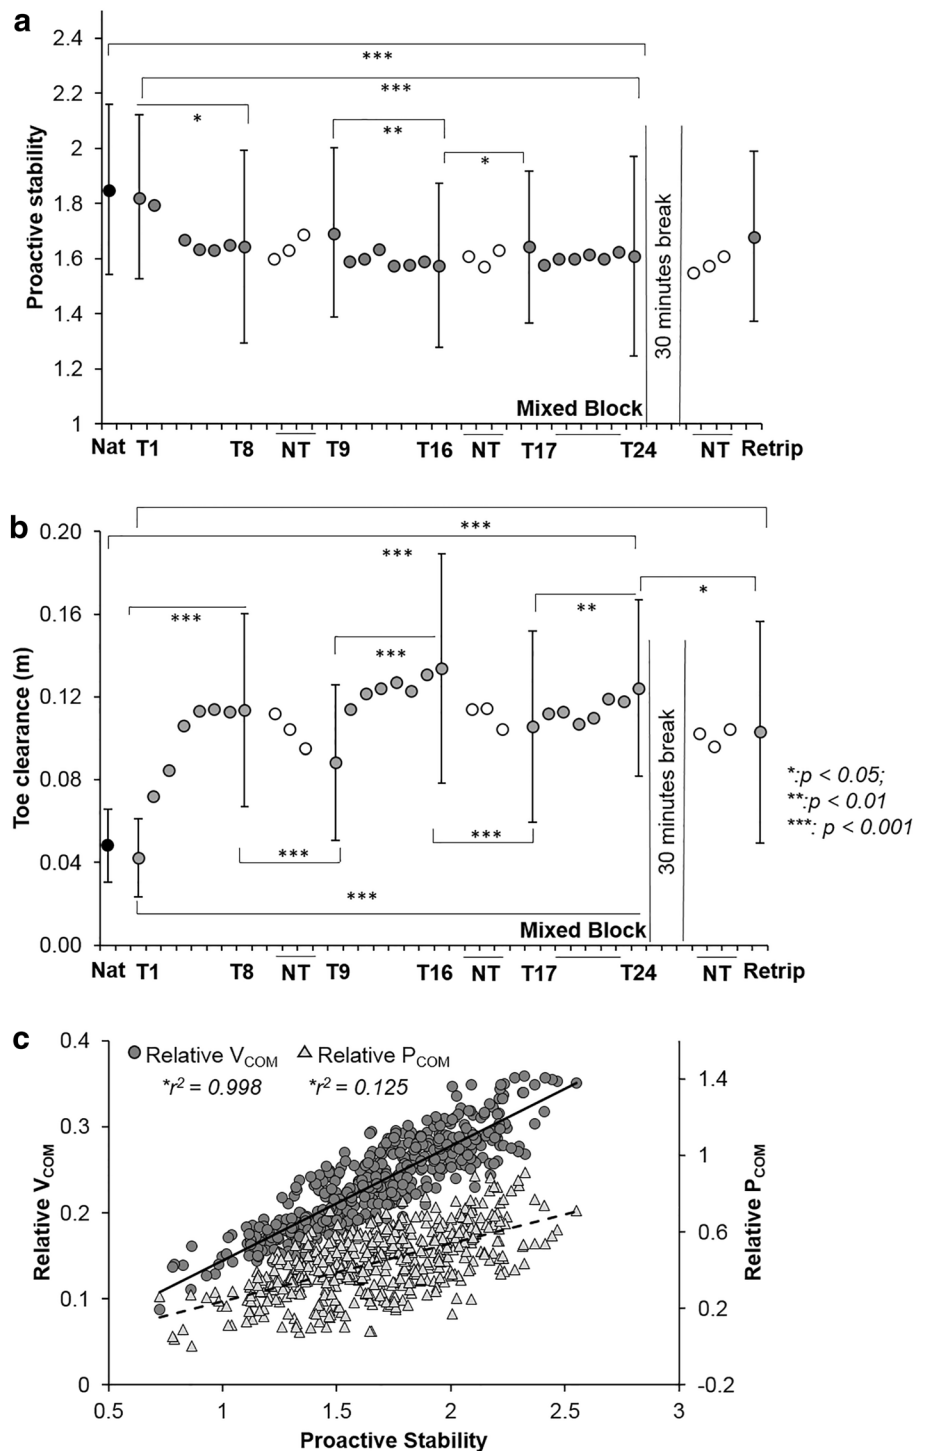 a
2.4
***
2.2
***
*
**
*
2
1.8
1.6
1.4
1.2
1
Proactive stability
30 minutes break
Mixed Block
Nat T1 T8 NT T9 T16 NT T17 T24 NT Retrip
b
0.20
***
***
*
0.16
***
**
***
0.12
0.08
***
***
0.04
***
0.00
Toe clearance (m)
30 minutes break
*:p < 0.05;
**:p < 0.01
***: p < 0.001
Mixed Block
Nat T1 T8 NT T9 T16 NT T17 T24 NT Retrip
c
0.4
Relative VCOM Relative PCOM
*r2 = 0.998 *r2 = 0.125
0.3
0.2
0.1
0
Relative VCOM
1.4
1
0.6
0.2
-0.2
Relative PCOM
0.5 1 1.5 2 2.5 3
Proactive Stability